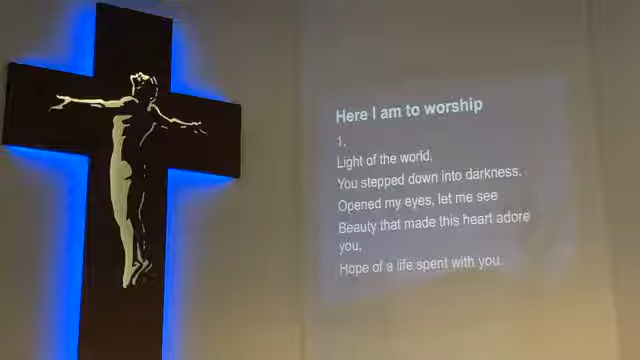 Here I am to worship
1.
Light of the world,
You stepped down into darkness.
Opened my eyes, let me see
Beauty that made this heart adore
you,
Hope of a life spent with you.